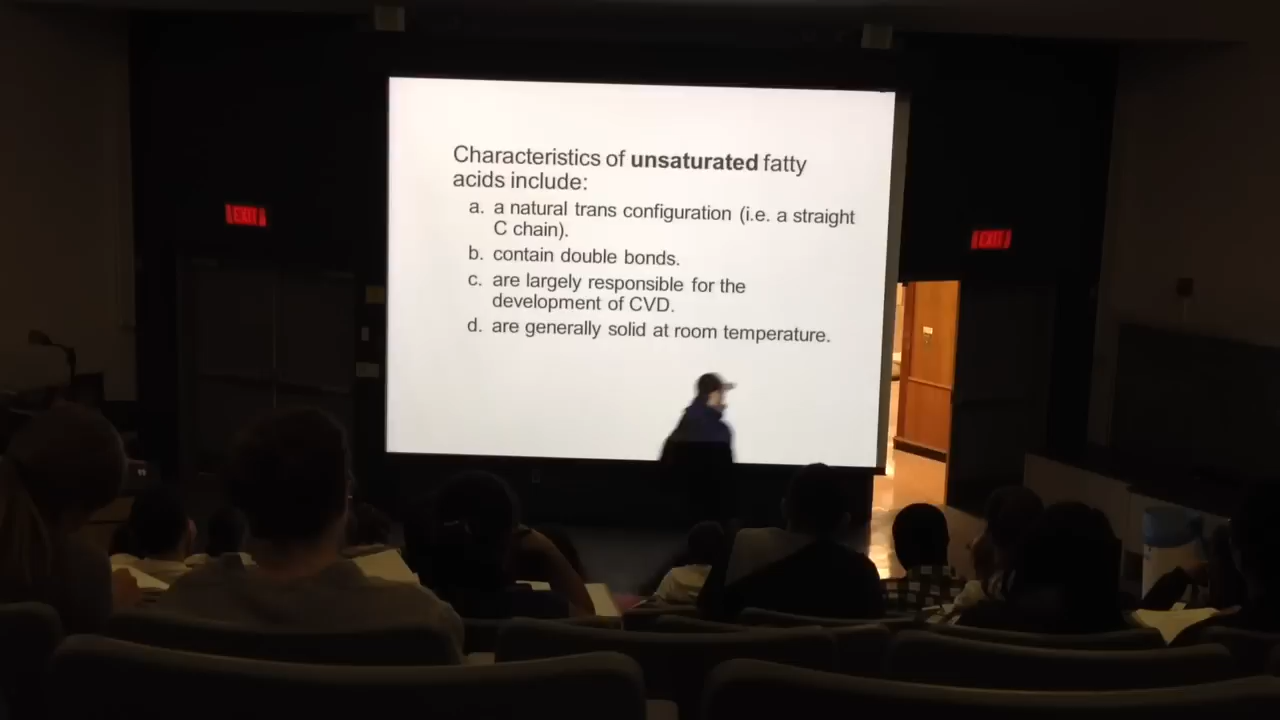 Characteristics of unsaturated fatty
acids include:
a. a natural trans configuration (i.e. a straight
C chain).
b. contain double bonds.
c. are largely responsible for the
development of CVD.
d. are generally solid at room temperature.
EXIT
EXIT